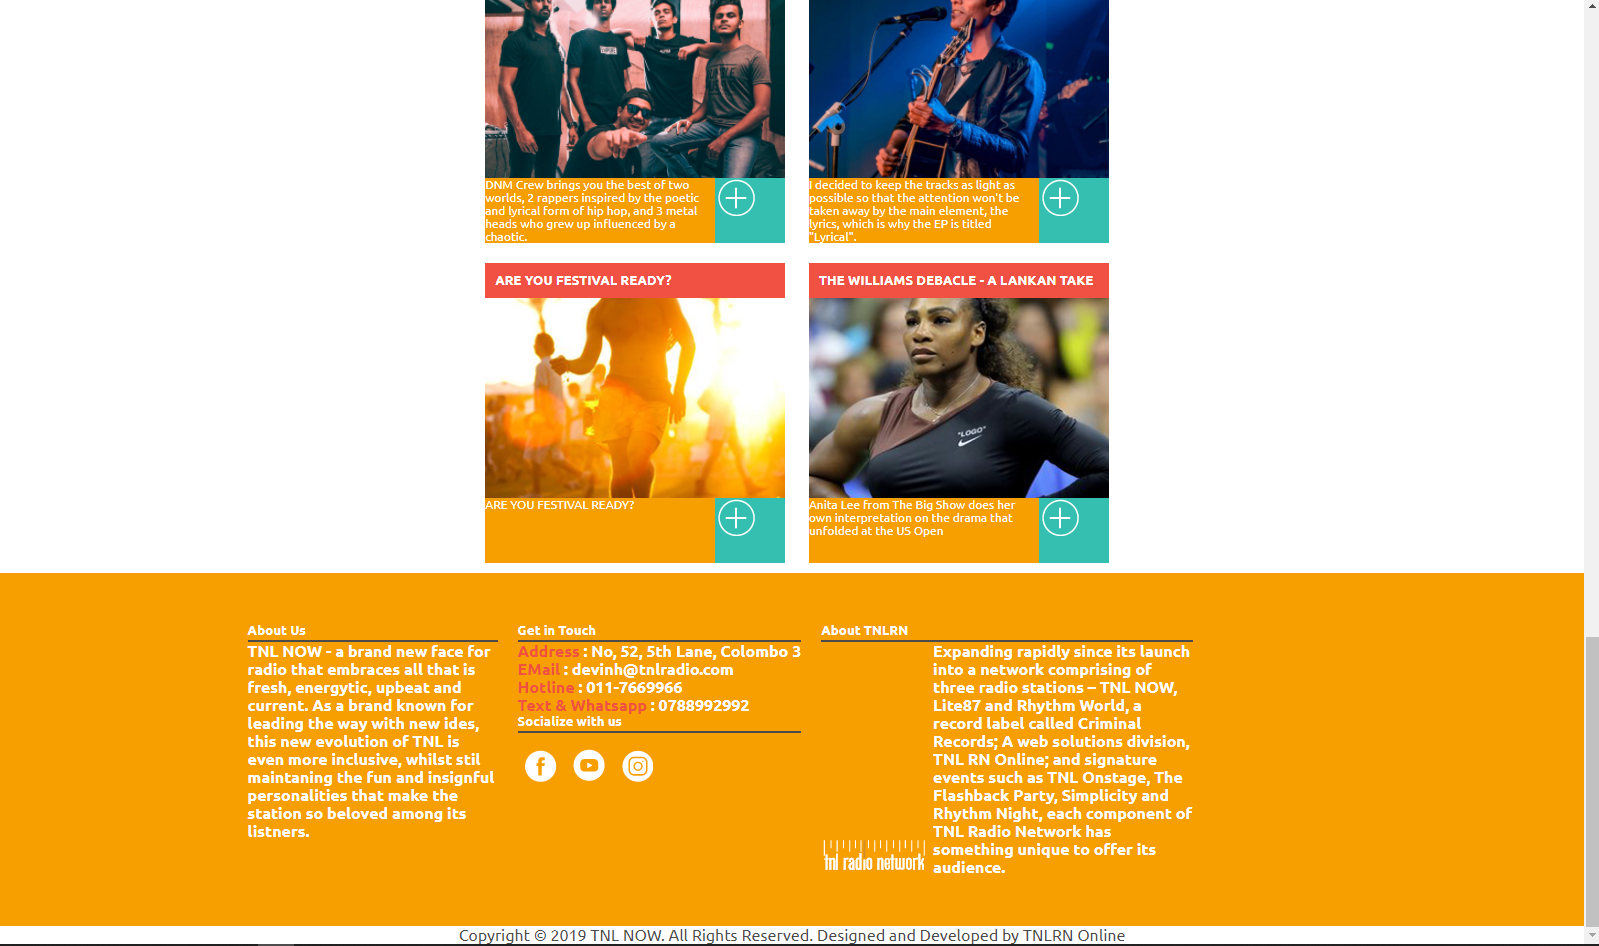 DNM Crew brings you the best of two
worlds, 2 rappers inspired by the poetic
and lyrical form of hip hop, and 3 metal
heads who grew up influenced by a
chaotic.
I decided to keep the tracks as light as
possible so that the attention won't be
taken away by the main element, the
lyrics, which is why the EP is titled
"Lyrical".
ARE YOU FESTIVAL READY?
THE WILLIAMS DEBACLE - A LANKAN TAKE
"LOGO"
ARE YOU FESTIVAL READY?
Anita Lee from The Big Show does her
own interpretation on the drama that
unfolded at the US Open
About Us
TNL NOW - a brand new face for
radio that embraces all that is
fresh, energytic, upbeat and
current. As a brand known for
leading the way with new ides,
this new evolution of TNL is
even more inclusive, whilst stil
maintaning the fun and insignful
personalities that make the
station so beloved among its
listners.
Get in Touch
Address : No, 52, 5th Lane, Colombo 3
EMail : devinh@tnlradio.com
Hotline : 011-7669966
Text & Whatsapp : 0788992992
Socialize with us
About TNLRN
tnl radio network
Expanding rapidly since its launch
into a network comprising of
three radio stations – TNL NOW,
Lite87 and Rhythm World, a
record label called Criminal
Records; A web solutions division,
TNL RN Online; and signature
events such as TNL Onstage, The
Flashback Party, Simplicity and
Rhythm Night, each component of
TNL Radio Network has
something unique to offer its
audience.
Copyright © 2019 TNL NOW. All Rights Reserved. Designed and Developed by TNLRN Online